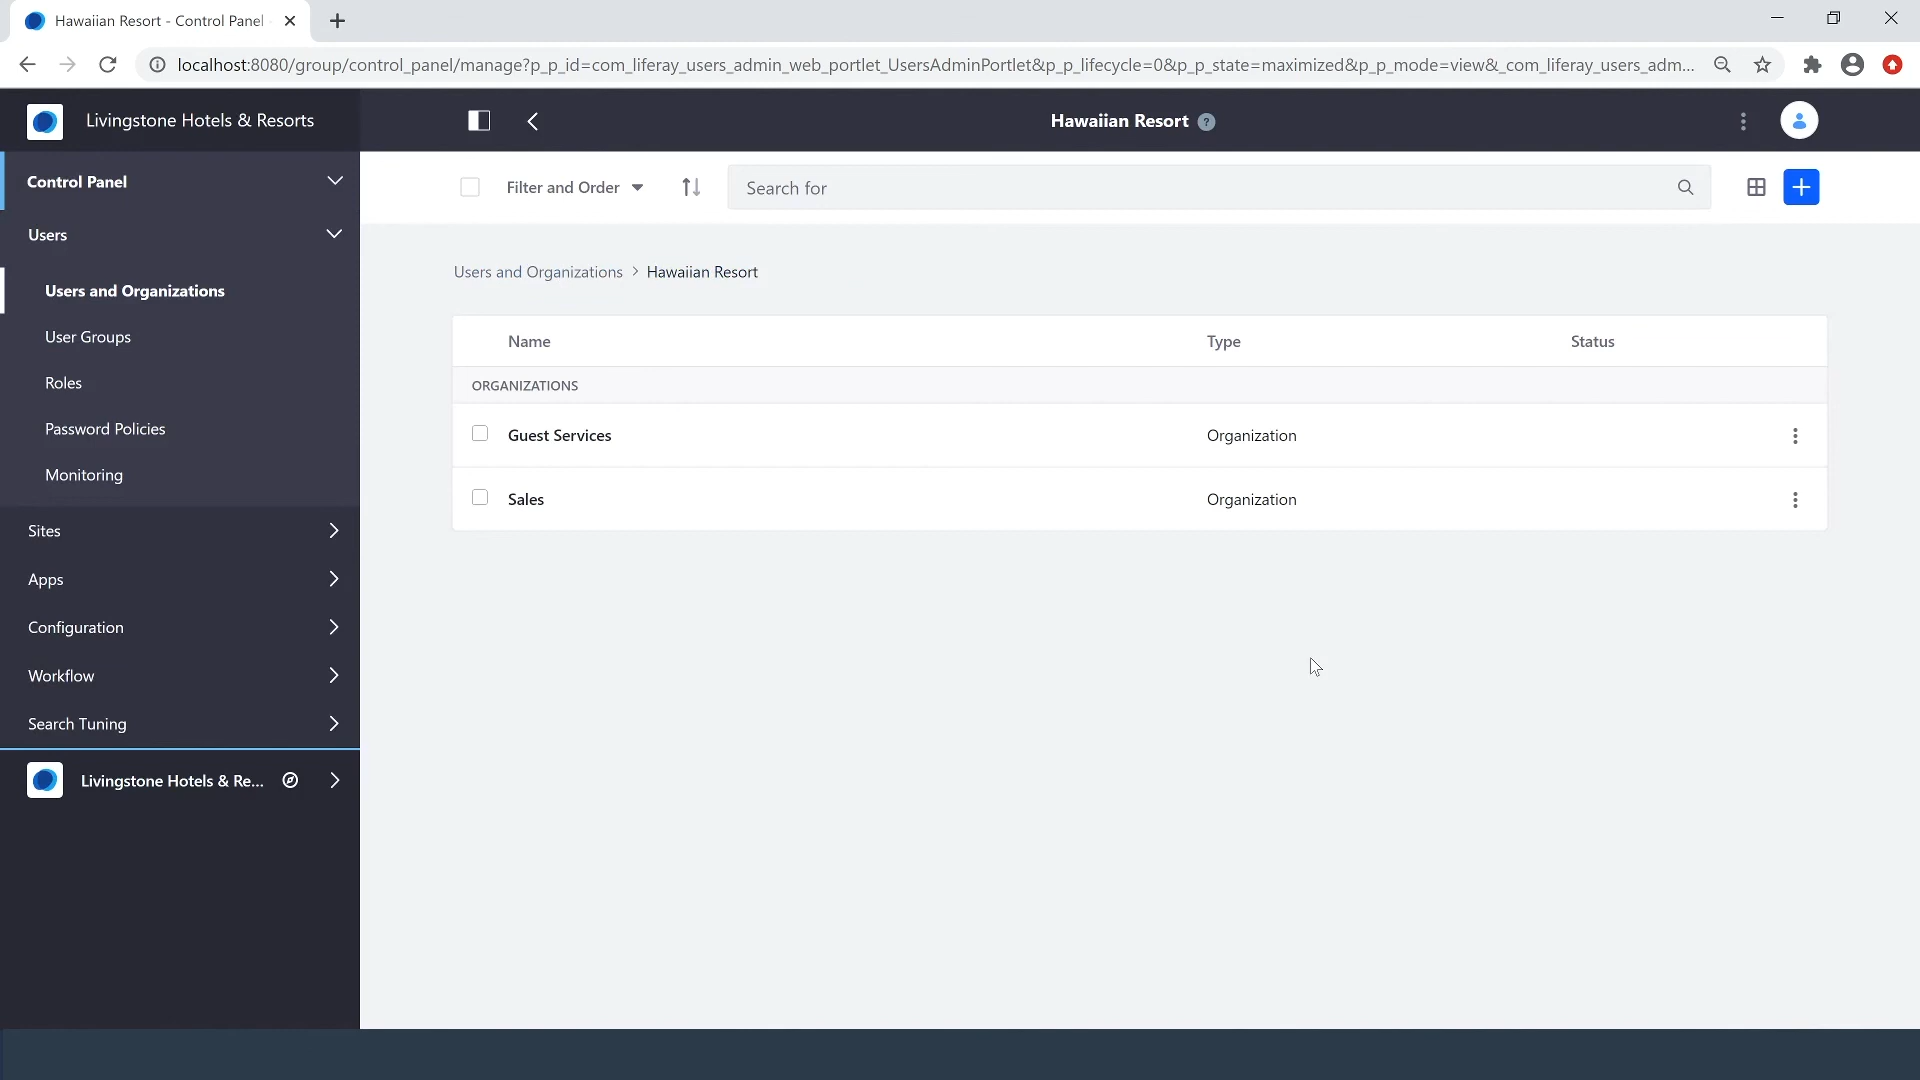 Hawaiian Resort - Control Panel
localhost:8080/group/control_panel/manage?p_p_id=com_liferay_users_admin_web_portlet_UsersAdminPortlet&p_p_lifecycle=0&p_p_state=maximized&p_p_mode=view&_com_liferay_users_adm...
Livingstone Hotels & Resorts
Hawaiian Resort ?
Control Panel
Filter and Order
Search for
Users
Users and Organizations > Hawaiian Resort
Users and Organizations
User Groups
Roles
Password Policies
Monitoring
Sites
Apps
Configuration
Workflow
Search Tuning
Livingstone Hotels & Re...
Name Type Status
ORGANIZATIONS
Guest Services Organization
Sales Organization